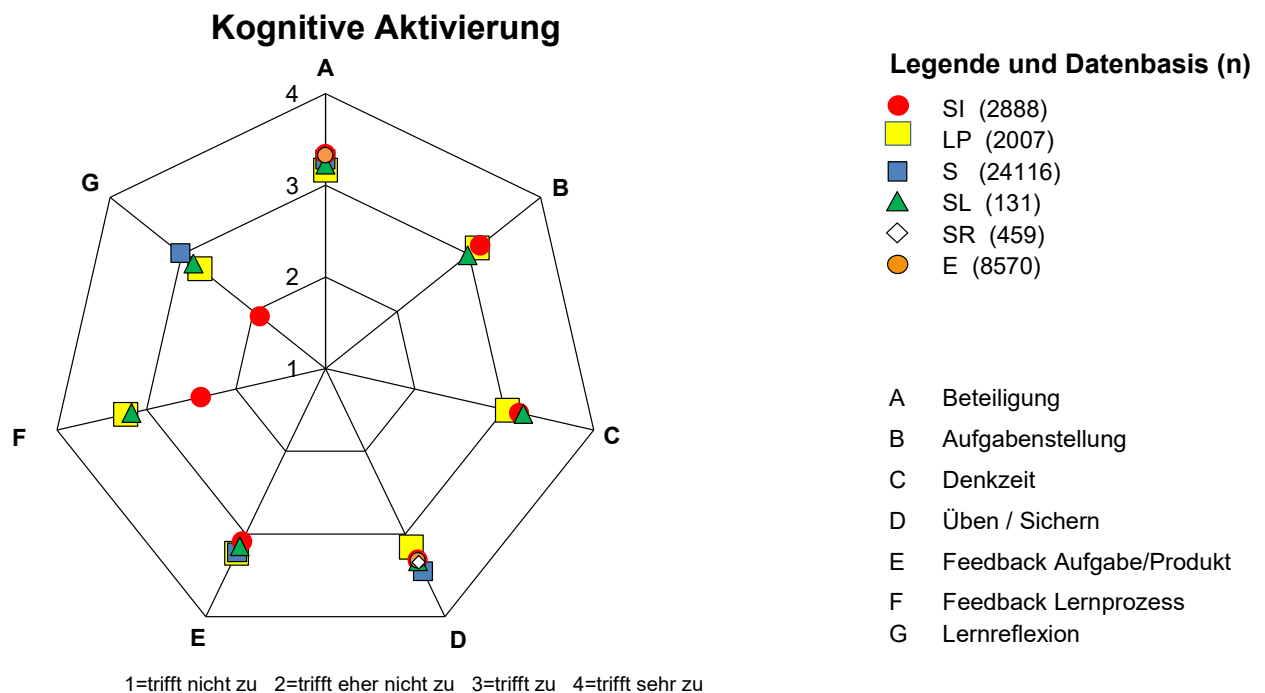 Kognitive Aktivierung
A
4
3
2
1
B
C
D
E
F
G
1=trifft nicht zu 2=trifft eher nicht zu 3=trifft zu 4=trifft sehr zu
Legende und Datenbasis (n)
SI (2888)
LP (2007)
S (24116)
SL (131)
SR (459)
E (8570)
A Beteiligung
B Aufgabenstellung
C Denkzeit
D Üben / Sichern
E Feedback Aufgabe/Produkt
F Feedback Lernprozess
G Lernreflexion